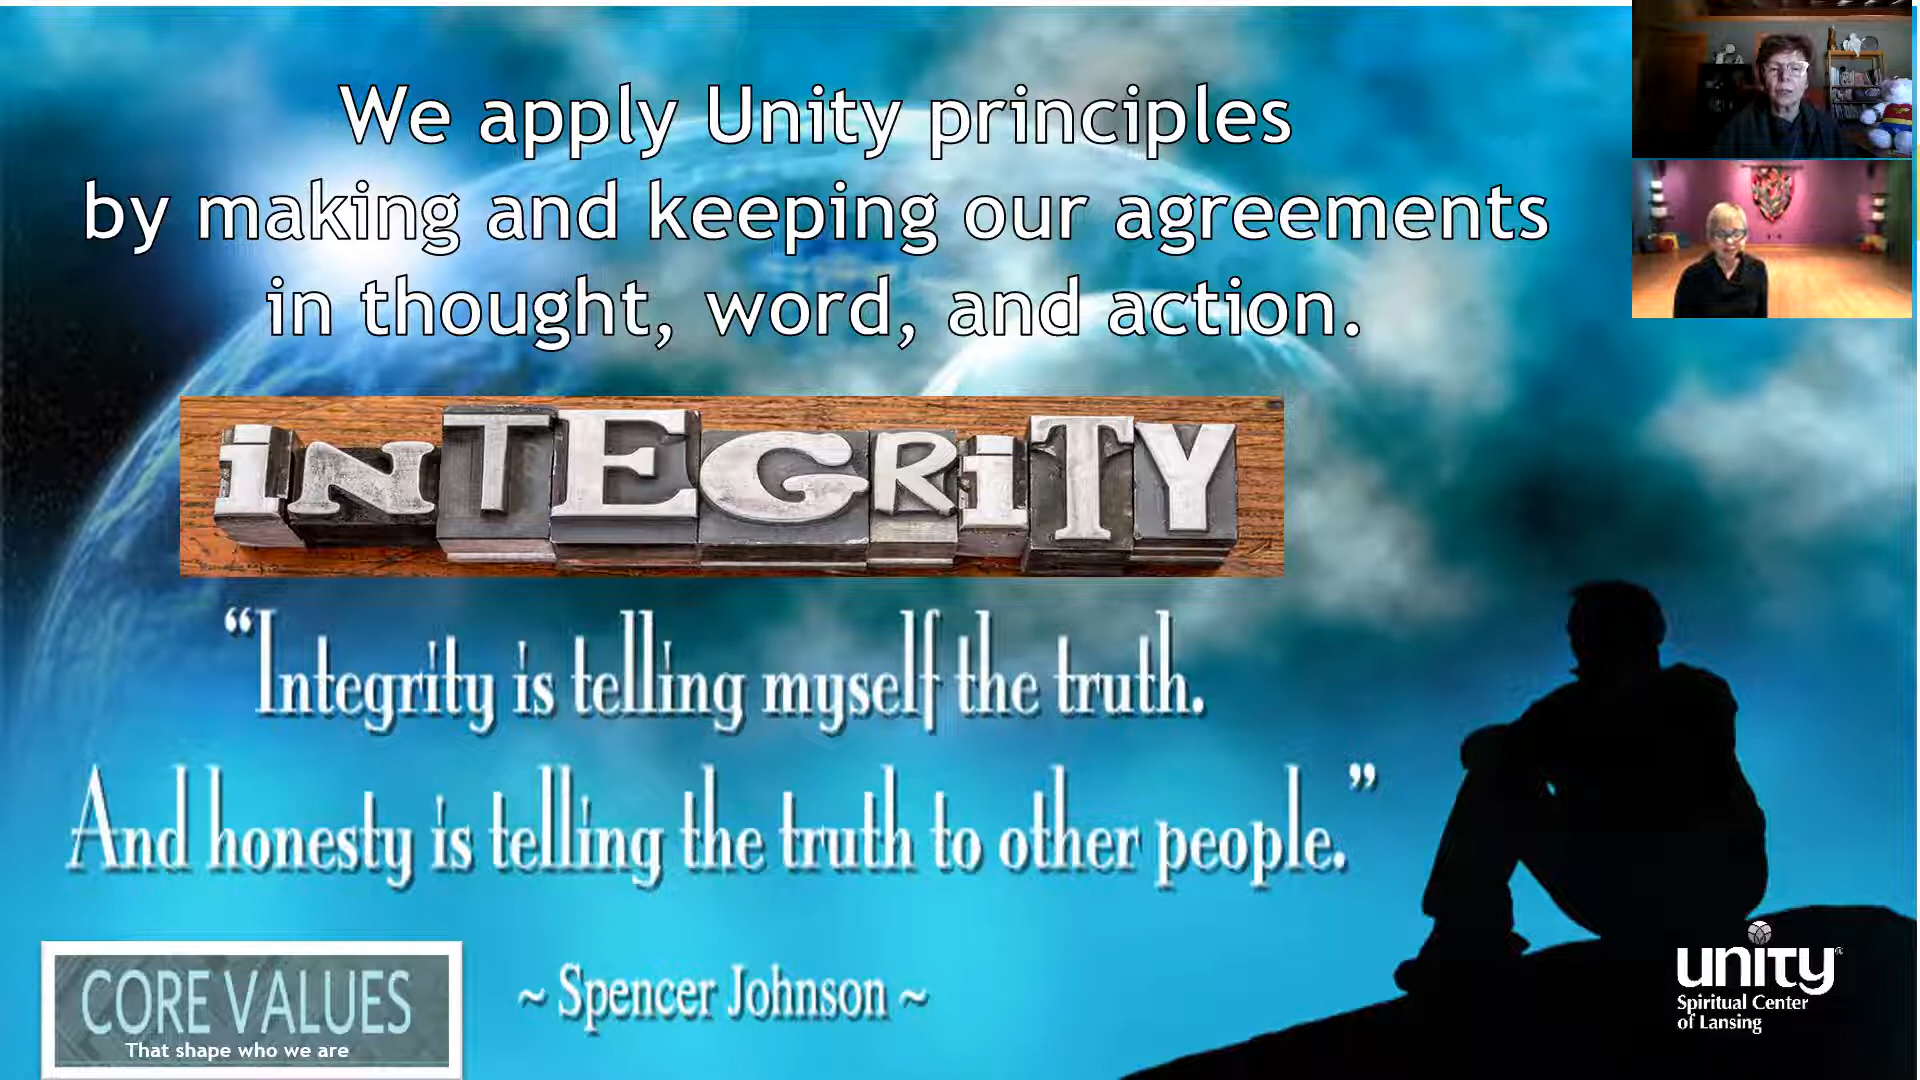 We apply Unity principles
by making and keeping our agreements
in thought, word, and action.
iNTEGRiTY
“Integrity is telling myself the truth.
And honesty is telling the truth to other people.”
~ Spencer Johnson ~
CORE VALUES
That shape who we are
unity®
Spiritual Center
of Lansing